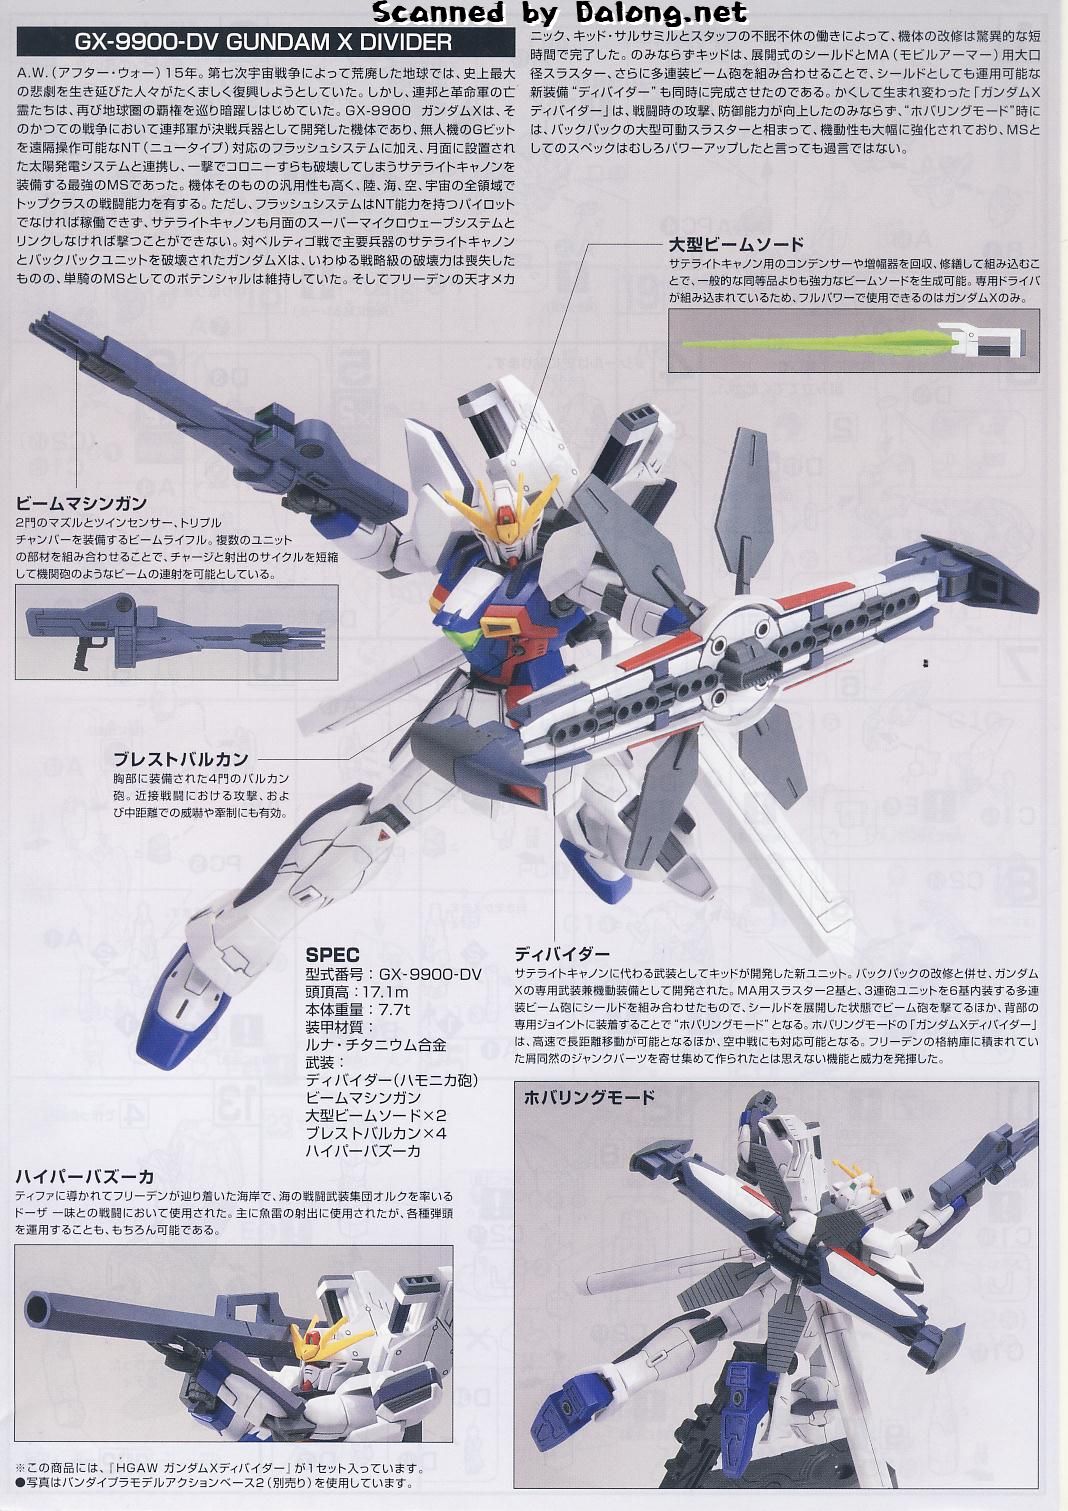 Scanned by Dalong.net
GX-9900-DV GUNDAM X DIVIDER
A.W.（アフター・ウォー）15年。第七次宇宙戦争によって荒廃した地球では、史上最大
の悲劇を生き延びた人々がたくましく復興しようとしていた。しかし、連邦と革命軍の亡
霊たちは、再び地球圏の覇権を巡り暗躍しはじめていた。GX-9900 ガンダムXは、そ
のかつての戦争において連邦軍が決戦兵器として開発した機体であり、無人機のGビット
を遠隔操作可能なNT（ニュータイプ）対応のフラッシュシステムに加え、月面に設置され
た太陽発電システムと連携し、一撃でコロニーすらも破壊してしまうサテライトキャノンを
装備する最強のMSであった。機体そのものの汎用性も高く、陸、海、空、宇宙の全領域で
トップクラスの戦闘能力を有する。ただし、フラッシュシステムはNT能力を持つパイロット
でなければ稼働できず、サテライトキャノンも月面のスーパーマイクロウェーブシステムと
リンクしなければ撃つことができない。対ベルティゴ戦で主要兵器のサテライトキャノン
とバックパックユニットを破壊されたガンダムXは、いわゆる戦略級の破壊力は喪失した
ものの、単騎のMSとしてのポテンシャルは維持していた。そしてフリーデンの天才メカ
ニック、キッド・サルサミルとスタッフの不眠不休の働きによって、機体の改修は驚異的な短
時間で完了した。のみならずキッドは、展開式のシールドとMA（モビルアーマー）用大口
径スラスター、さらに多連装ビーム砲を組み合わせることで、シールドとしても運用可能な
新装備“ディバイダー”も同時に完成させたのである。かくして生まれ変わった「ガンダムX
ディバイダー」は、戦闘時の攻撃、防御能力が向上したのみならず、“ホバリングモード”時に
は、バックパックの大型可動スラスターと相まって、機動性も大幅に強化されており、MSと
してのスペックはむしろパワーアップしたと言っても過言ではない。
大型ビームソード
サテライトキャノン用のコンデンサーや増幅器を回収、修繕して組み込むこ
とで、一般的な同等品よりも強力なビームソードを生成可能。専用ドライバ
が組み込まれているため、フルパワーで使用できるのはガンダムXのみ。
ビームマシンガン
2門のマズルとツインセンサー、トリプル
チャンバーを装備するビームライフル。複数のユニット
の部材を組み合わせることで、チャージと射出のサイクルを短縮
して機関砲のようなビームの連射を可能としている。
ブレストバルカン
胸部に装備された4門のバルカン
砲。近接戦闘における攻撃、およ
び中距離での威嚇や牽制にも有効。
SPEC
型式番号：GX-9900-DV
頭頂高：17.1m
本体重量：7.7t
装甲材質：
ルナ・チタニウム合金
武装：
ディバイダー（ハモニカ砲）
ビームマシンガン
大型ビームソード×2
ブレストバルカン×4
ハイパーバズーカ
ディバイダー
サテライトキャノンに代わる武装としてキッドが開発した新ユニット。バックパックの改修と併せ、ガンダム
Xの専用武装兼機動装備として開発された。MA用スラスター2基と、3連砲ユニットを6基内装する多連
装ビーム砲にシールドを組み合わせたもので、シールドを展開した状態でビーム砲を撃てるほか、背部の
専用ジョイントに装着することで“ホバリングモード”となる。ホバリングモードの「ガンダムXディバイダー」
は、高速で長距離移動が可能となるほか、空中戦にも対応可能となる。フリーデンの格納庫に積まれてい
た屑同然のジャンクパーツを寄せ集めて作られたとは思えない機能と威力を発揮した。
ハイパーバズーカ
ティファに導かれてフリーデンが辿り着いた海岸で、海の戦闘武装集団オルクを率いる
ドーザ 一味との戦闘において使用された。主に魚雷の射出に使用されたが、各種弾頭
を運用することも、もちろん可能である。
ホバリングモード
※この商品には、「HGAW ガンダムXディバイダー」が1セット入っています。
●写真はバンダイプラモデルアクションベース2（別売り）を使用しています。